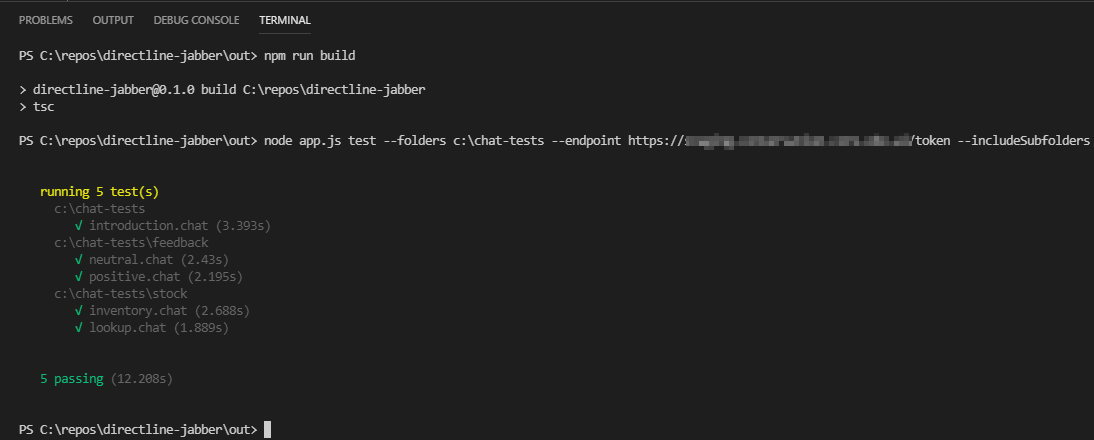 PROBLEMS OUTPUT DEBUG CONSOLE TERMINAL
PS C:\repos\directline-jabber\out> npm run build
> directline-jabber@0.1.0 build C:\repos\directline-jabber
> tsc
PS C:\repos\directline-jabber\out> node app.js test --folders c:\chat-tests --endpoint https:// /token --includeSubfolders
running 5 test(s)
c:\chat-tests
√ introduction.chat (3.393s)
c:\chat-tests\feedback
√ neutral.chat (2.43s)
√ positive.chat (2.195s)
c:\chat-tests\stock
√ inventory.chat (2.688s)
√ lookup.chat (1.889s)
5 passing (12.208s)
PS C:\repos\directline-jabber\out>